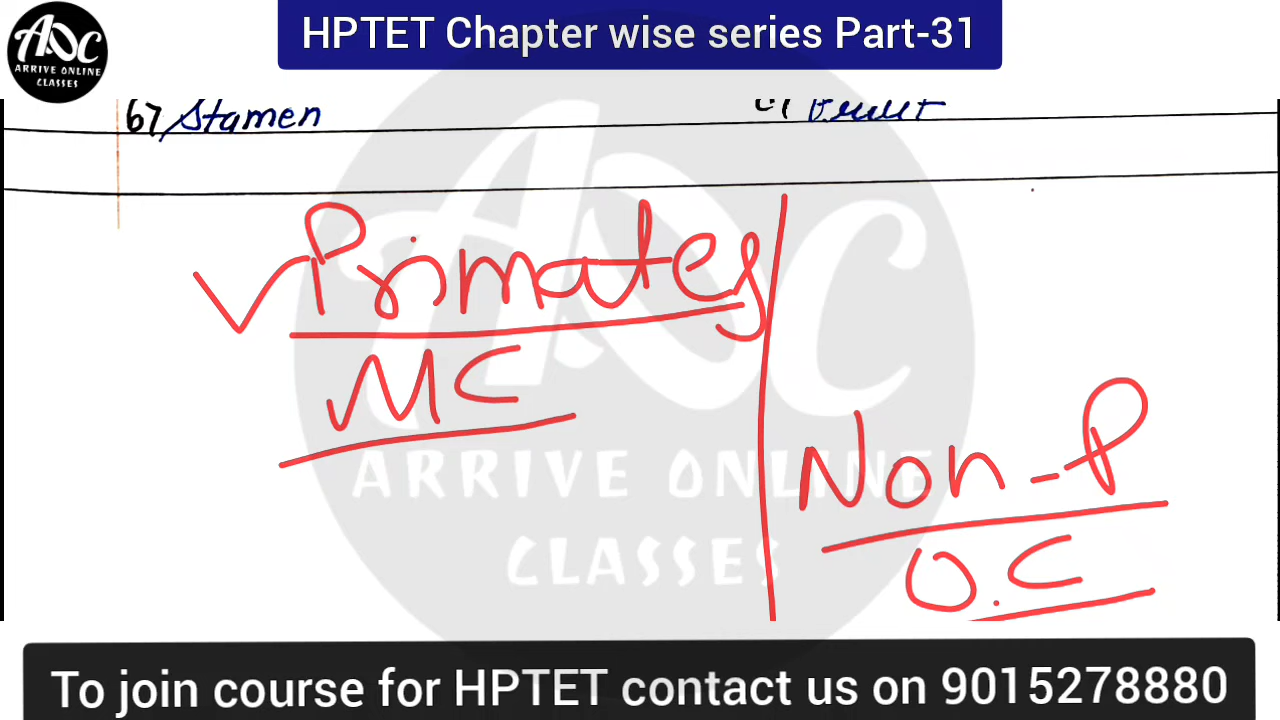 HPTET Chapter wise series Part-31
AOC
ARRIVE ONLINE
CLASSES
67 Stamen
Primates
MC
Non-P
O.C
ARRIVE ONLINE
CLASSES
To join course for HPTET contact us on 9015278880